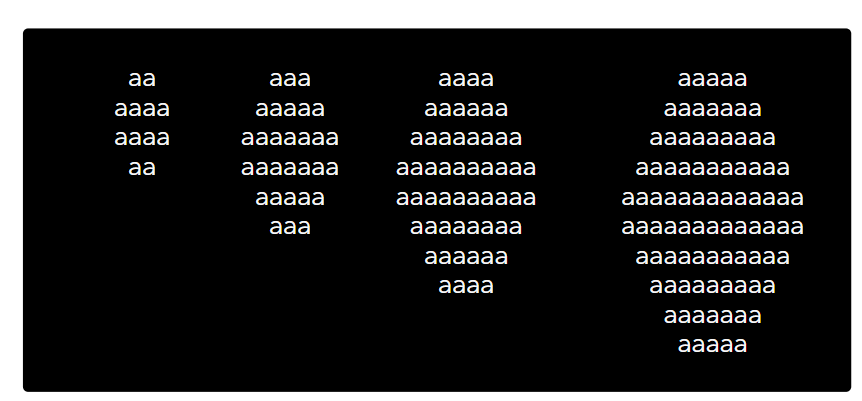 aa aaa aaaa aaaaa
aaaa aaaaa aaaaaa aaaaaaa
aaaa aaaaaaa aaaaaaaa aaaaaaaaa
aa aaaaaaa aaaaaaaaaa aaaaaaaaaaa
aaaaa aaaaaaaaaa aaaaaaaaaaaaa
aaa aaaaaaaa aaaaaaaaaaaaa
aaaaaa aaaaaaaaaaa
aaaa aaaaaaaaa
aaaaaaa
aaaaa